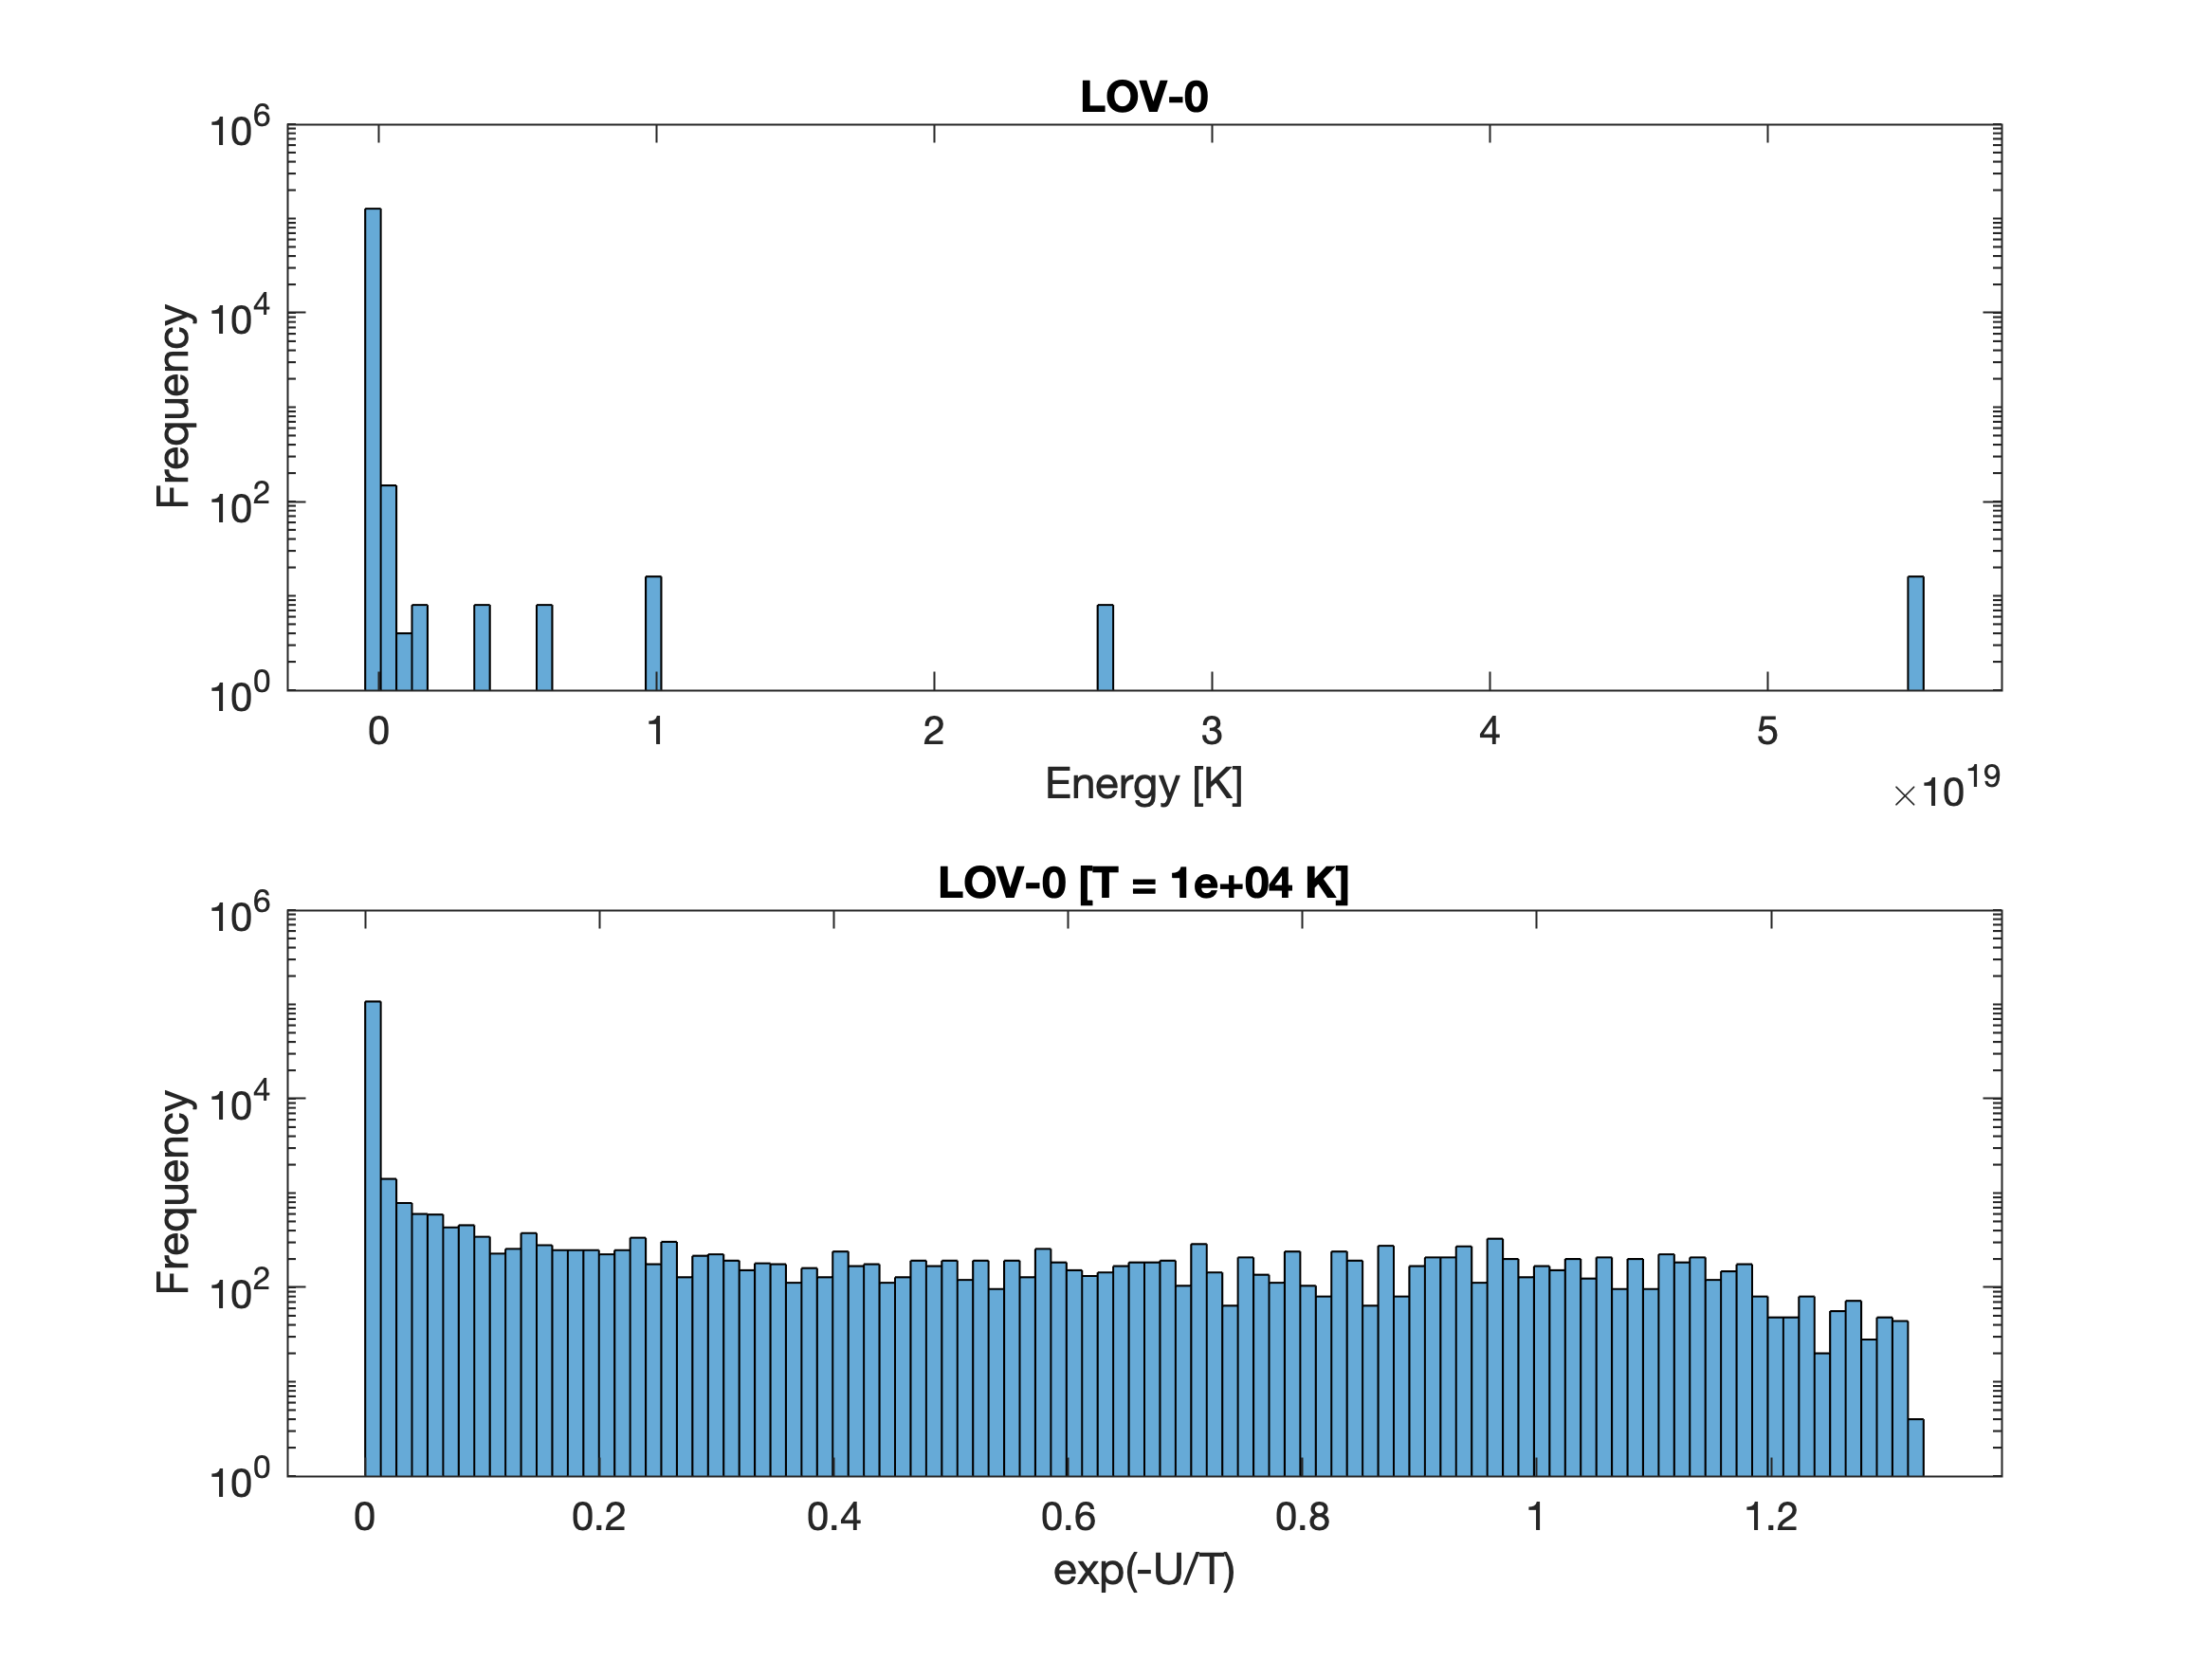 LOV-0
10^6
10^4
10^2
10^0
Frequency
0 1 2 3 4 5
Energy [K]
×10^19
LOV-0 [T = 1e+04 K]
10^6
10^4
10^2
10^0
Frequency
0 0.2 0.4 0.6 0.8 1 1.2
exp(-U/T)